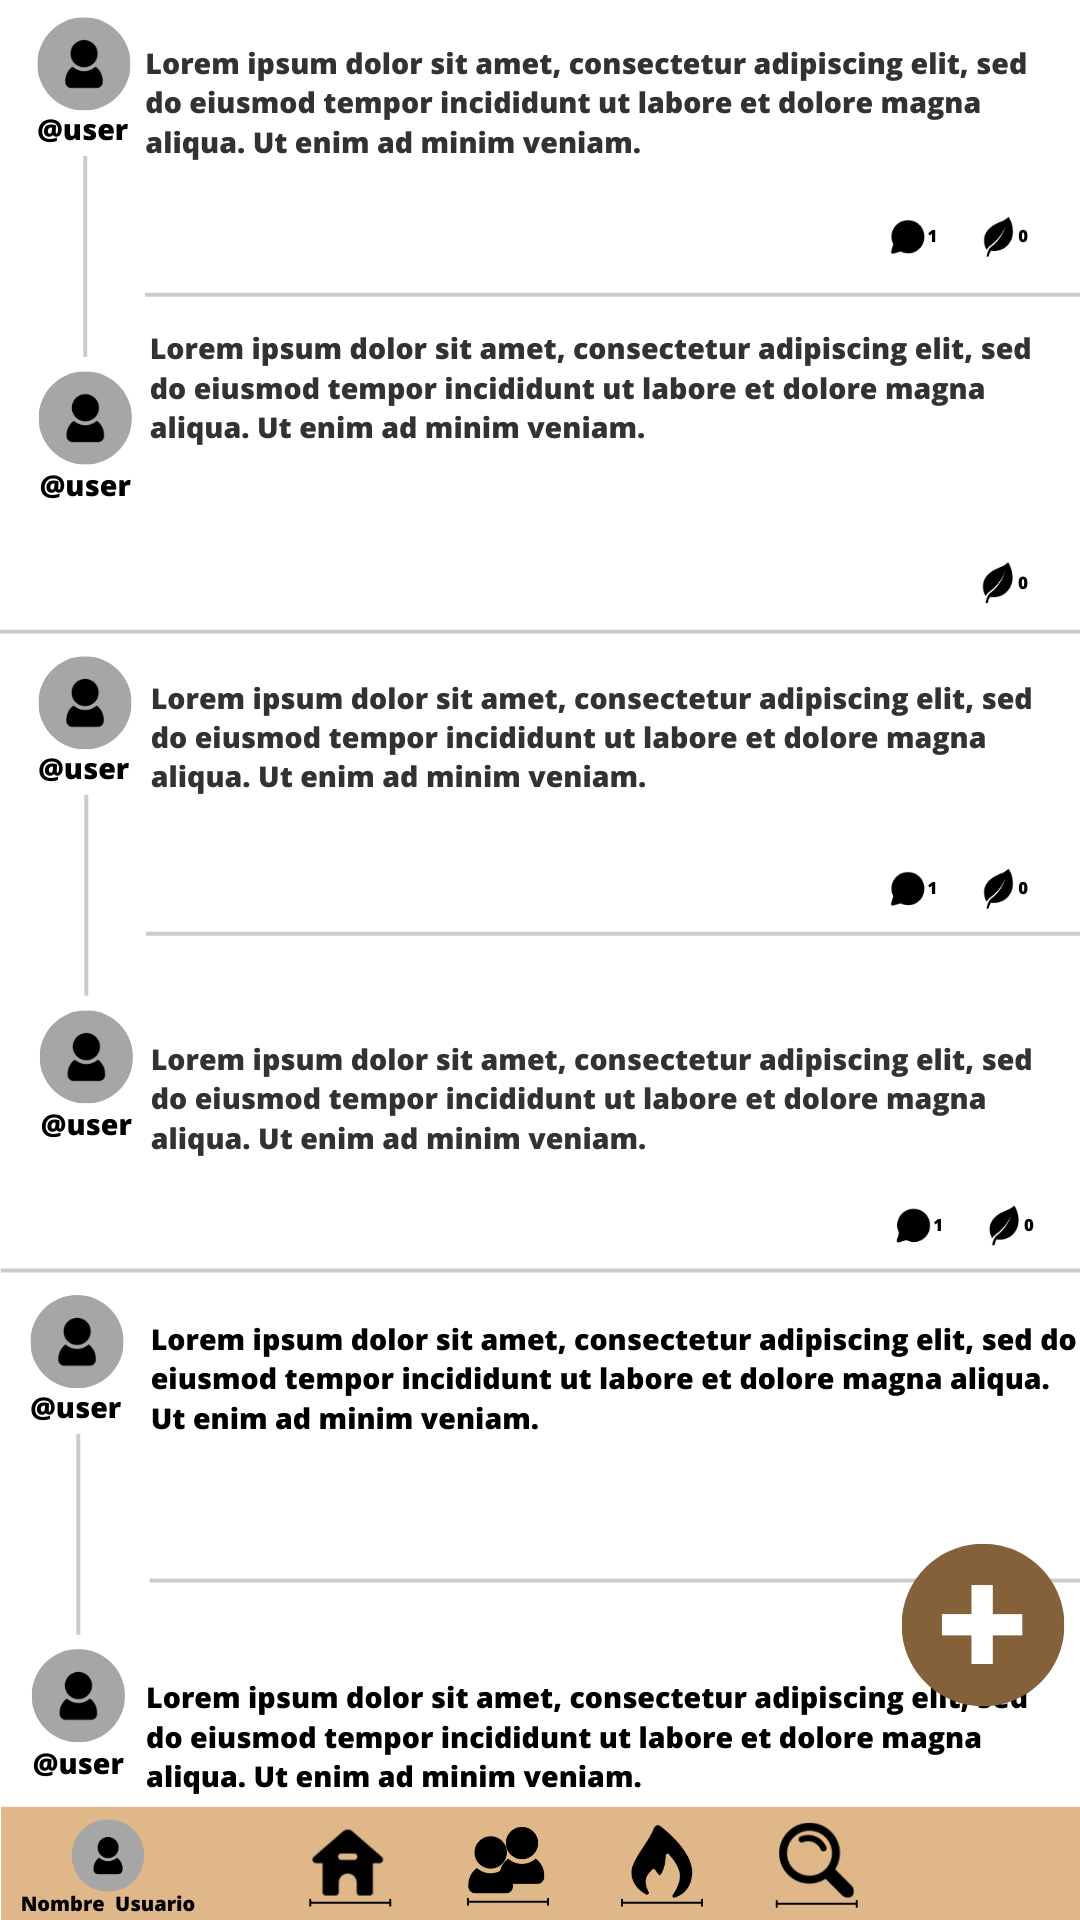 Lorem ipsum dolor sit amet, consectetur adipiscing elit, sed
do eiusmod tempor incididunt ut labore et dolore magna
aliqua. Ut enim ad minim veniam.
@user
1 0
Lorem ipsum dolor sit amet, consectetur adipiscing elit, sed
do eiusmod tempor incididunt ut labore et dolore magna
aliqua. Ut enim ad minim veniam.
@user
0
Lorem ipsum dolor sit amet, consectetur adipiscing elit, sed
do eiusmod tempor incididunt ut labore et dolore magna
aliqua. Ut enim ad minim veniam.
@user
1 0
Lorem ipsum dolor sit amet, consectetur adipiscing elit, sed
do eiusmod tempor incididunt ut labore et dolore magna
aliqua. Ut enim ad minim veniam.
@user
1 0
Lorem ipsum dolor sit amet, consectetur adipiscing elit, sed do
eiusmod tempor incididunt ut labore et dolore magna aliqua.
Ut enim ad minim veniam.
@user
Lorem ipsum dolor sit amet, consectetur adipiscing elit, sed
do eiusmod tempor incididunt ut labore et dolore magna
aliqua. Ut enim ad minim veniam.
@user
Nombre Usuario